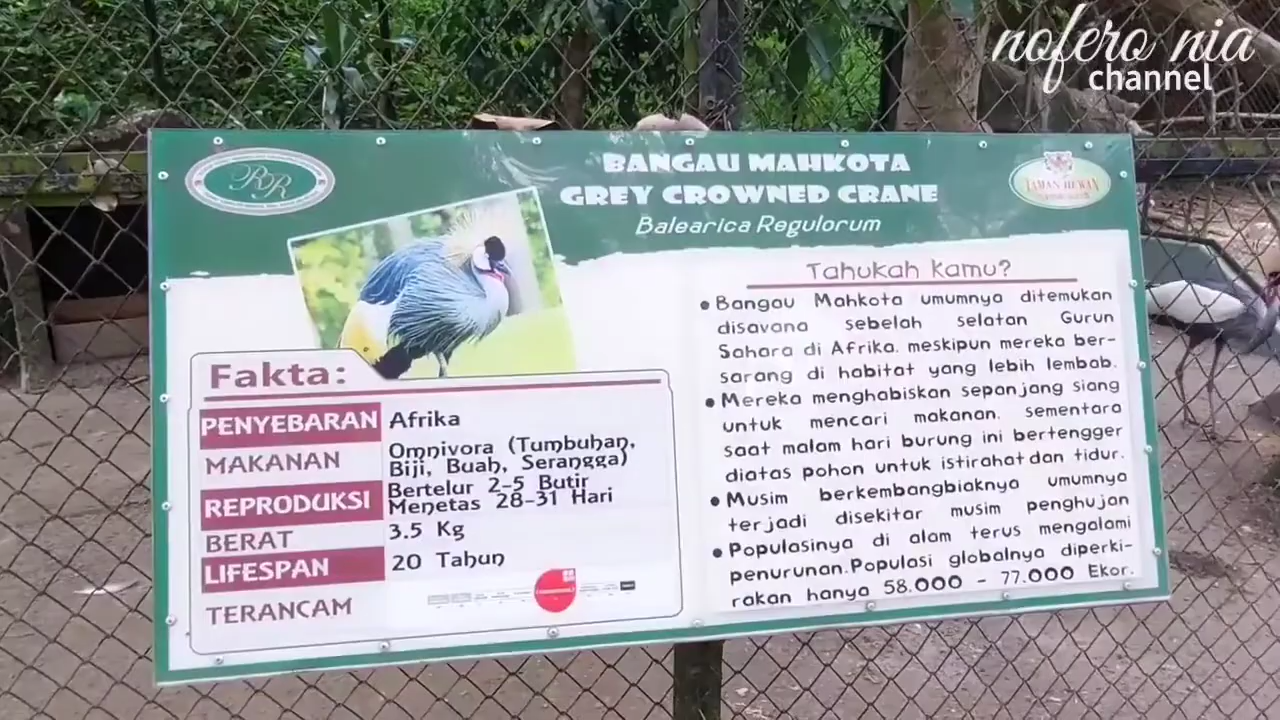 nofero nia
channel
RR
BANGAU MAHKOTA
GREY CROWNED CRANE
Balearica Regulorum
TAMAN HEWAN
Fakta:
PENYEBARAN Afrika
MAKANAN Omnivora (Tumbuhan,
Biji, Buah, Serangga)
REPRODUKSI Bertelur 2-5 Butir
Menetas 28-31 Hari
BERAT 3.5 Kg
LIFESPAN 20 Tahun
TERANCAM
Tahukah kamu?
• Bangau Mahkota umumnya ditemukan
disavana sebelah selatan Gurun
Sahara di Afrika. meskipun mereka ber-
sarang di habitat yang lebih lembab.
• Mereka menghabiskan sepanjang siang
untuk mencari makanan. sementara
saat malam hari burung ini bertengger
diatas pohon untuk istirahat dan tidur.
• Musim berkembangbiaknya umumnya
terjadi disekitar musim penghujan
• Populasinya di alam terus mengalami
penurunan.Populasi globalnya diperki-
rakan hanya 58.000 - 77.000 Ekor.